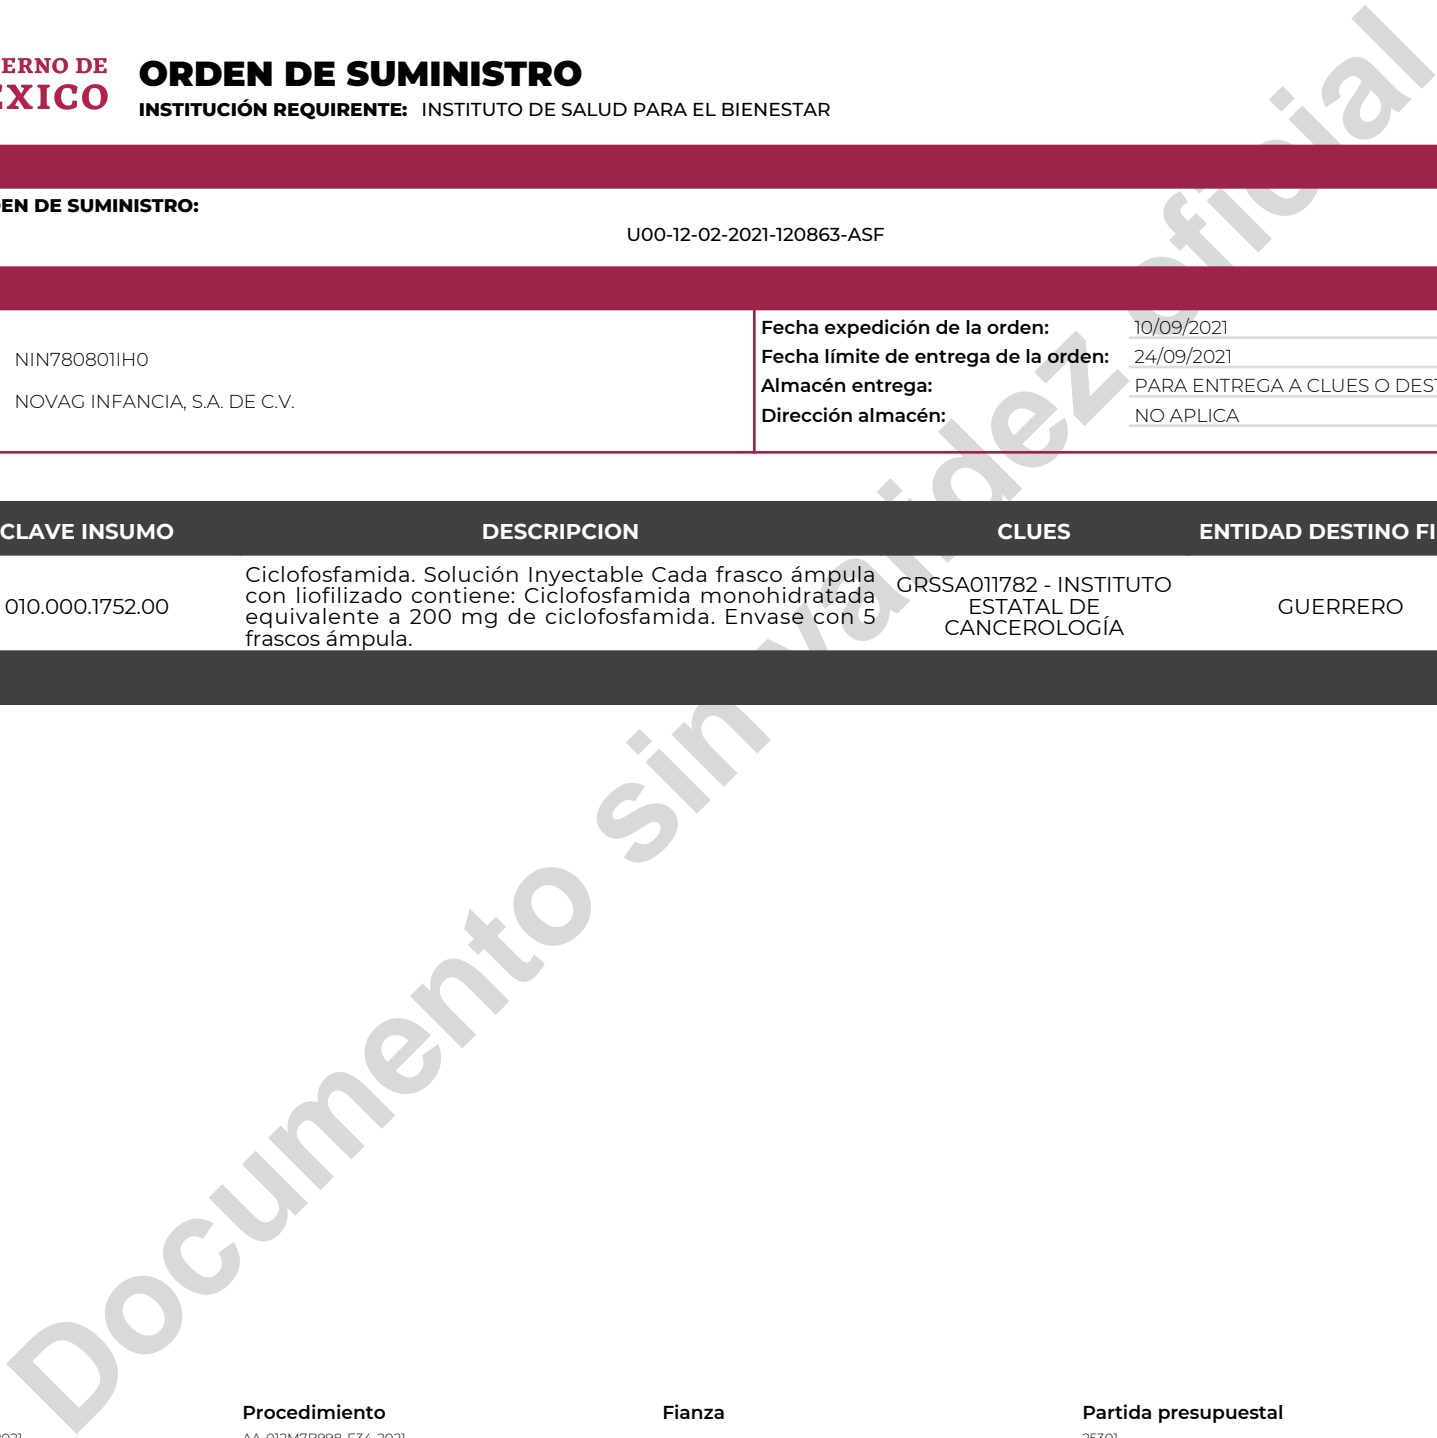 ERNO DE
EXICO
ORDEN DE SUMINISTRO
INSTITUCIÓN REQUIRENTE: INSTITUTO DE SALUD PARA EL BIENESTAR
EN DE SUMINISTRO:
U00-12-02-2021-120863-ASF
NIN780801IH0
NOVAG INFANCIA, S.A. DE C.V.
Fecha expedición de la orden: 10/09/2021
Fecha límite de entrega de la orden: 24/09/2021
Almacén entrega: PARA ENTREGA A CLUES O DEST
Dirección almacén: NO APLICA
CLAVE INSUMO DESCRIPCION CLUES ENTIDAD DESTINO FI
010.000.1752.00
Ciclofosfamida. Solución Inyectable Cada frasco ámpula
con liofilizado contiene: Ciclofosfamida monohidratada
equivalente a 200 mg de ciclofosfamida. Envase con 5
frascos ámpula.
GRSSA011782 - INSTITUTO
ESTATAL DE
CANCEROLOGÍA
GUERRERO
Documento sin validez oficial
Procedimiento Fianza Partida presupuestal